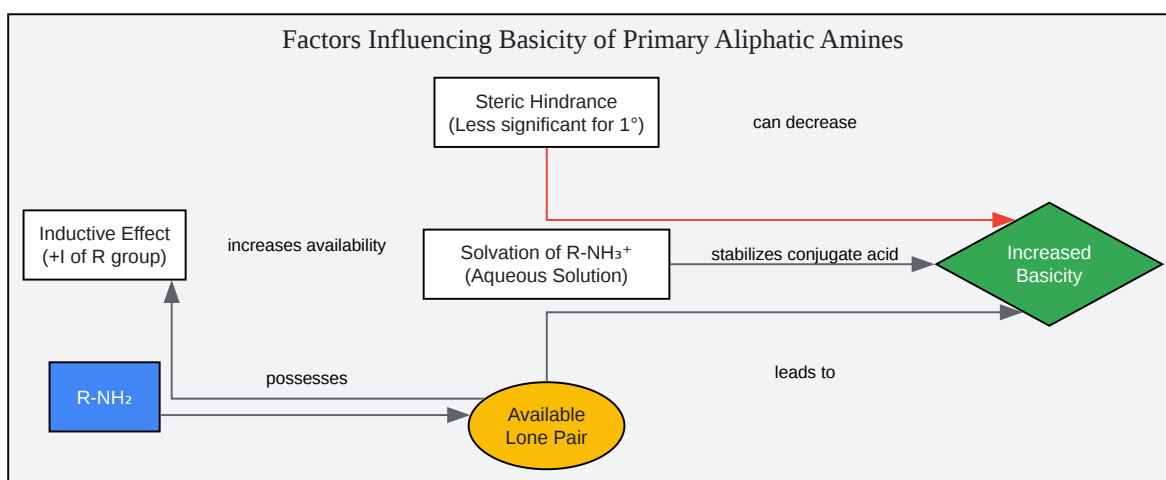 Factors Influencing Basicity of Primary Aliphatic Amines
Steric Hindrance
(Less significant for 1°)
can decrease
Inductive Effect
(+I of R group)
increases availability
Solvation of R-NH₃⁺
(Aqueous Solution)
stabilizes conjugate acid
Increased
Basicity
R-NH₂
possesses
Available
Lone Pair
leads to